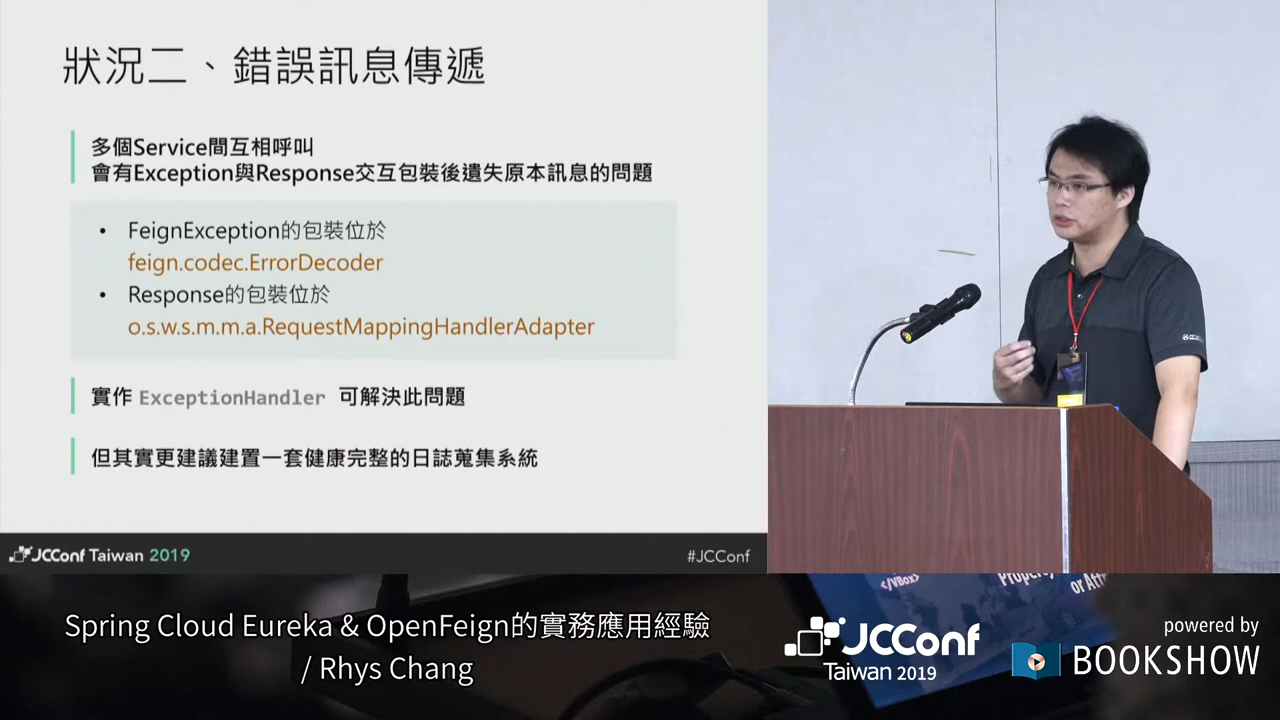 狀況二、錯誤訊息傳遞
多個Service間互相呼叫
會有Exception與Response交互包裝後遺失原本訊息的問題
• FeignException的包裝位於
feign.codec.ErrorDecoder
• Response的包裝位於
o.s.w.s.m.m.a.RequestMappingHandlerAdapter
實作 ExceptionHandler 可解決此問題
但其實更建議建置一套健康完整的日誌蒐集系統
JCConf Taiwan 2019
#JCConf
</VBox>
Spring Cloud Eureka & OpenFeign的實務應用經驗
/ Rhys Chang
JCConf
Taiwan 2019
powered by
BOOKSHOW